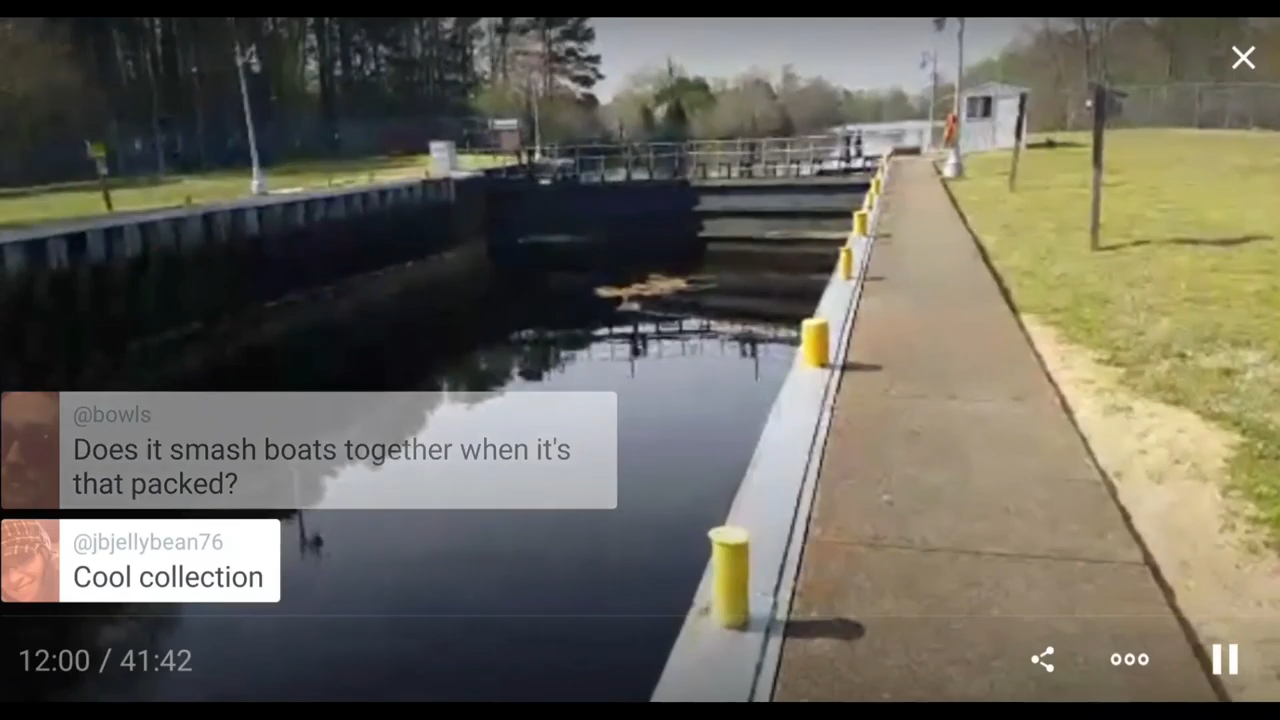 @bowls
Does it smash boats together when it's
that packed?
@jbjellybean76
Cool collection
12:00 / 41:42